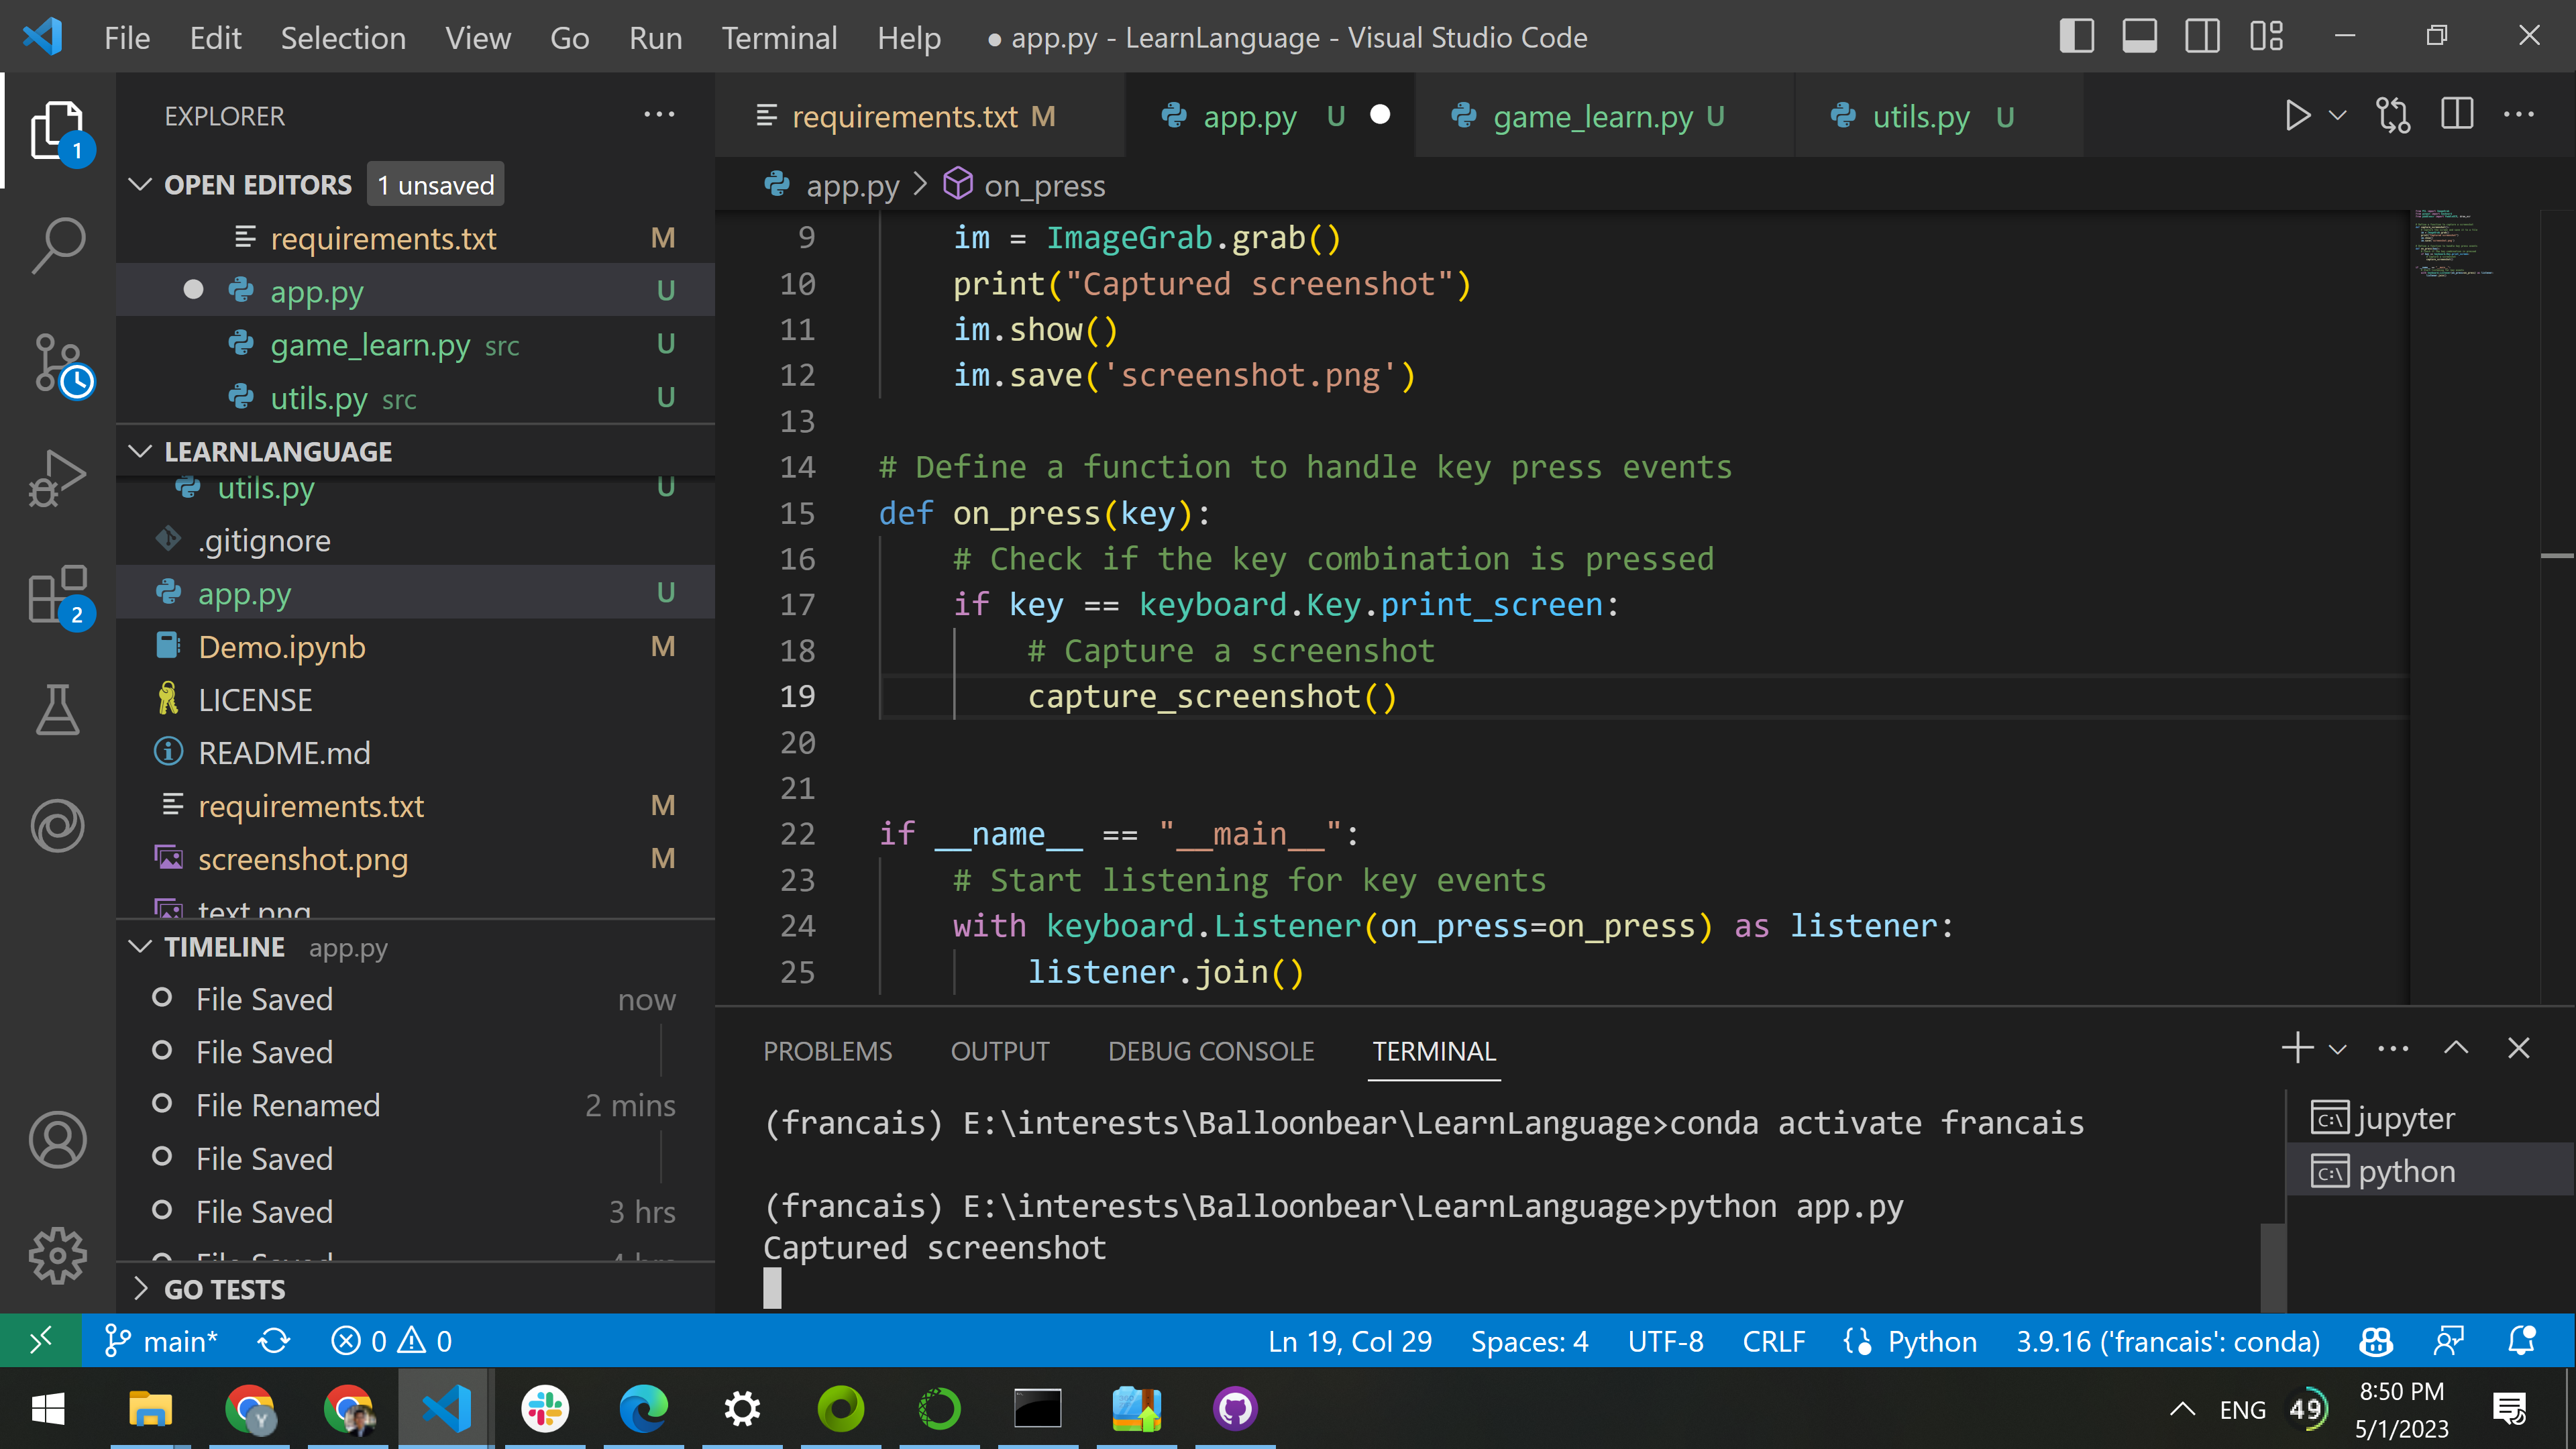 File Edit Selection View Go Run Terminal Help ● app.py - LearnLanguage - Visual Studio Code
EXPLORER
1
OPEN EDITORS 1 unsaved
requirements.txt M
app.py U
game_learn.py src U
utils.py src U
LEARNLANGUAGE
utils.py U
.gitignore
app.py U
2
Demo.ipynb M
LICENSE
README.md
requirements.txt M
screenshot.png M
text.png
TIMELINE app.py
File Saved now
File Saved
File Renamed 2 mins
File Saved
File Saved 3 hrs
File Saved 4 hrs
GO TESTS
requirements.txt M app.py U game_learn.py U utils.py U
app.py > on_press
9 im = ImageGrab.grab()
10 print("Captured screenshot")
11 im.show()
12 im.save('screenshot.png')
13
14 # Define a function to handle key press events
15 def on_press(key):
16 # Check if the key combination is pressed
17 if key == keyboard.Key.print_screen:
18 # Capture a screenshot
19 capture_screenshot()
20
21
22 if __name__ == "__main__":
23 # Start listening for key events
24 with keyboard.Listener(on_press=on_press) as listener:
25 listener.join()
PROBLEMS OUTPUT DEBUG CONSOLE TERMINAL
(francais) E:\interests\Balloonbear\LearnLanguage>conda activate francais
(francais) E:\interests\Balloonbear\LearnLanguage>python app.py
Captured screenshot
jupyter
python
main* 0 0 Ln 19, Col 29 Spaces: 4 UTF-8 CRLF Python 3.9.16 ('francais': conda)
Y ENG 49 8:50 PM
5/1/2023